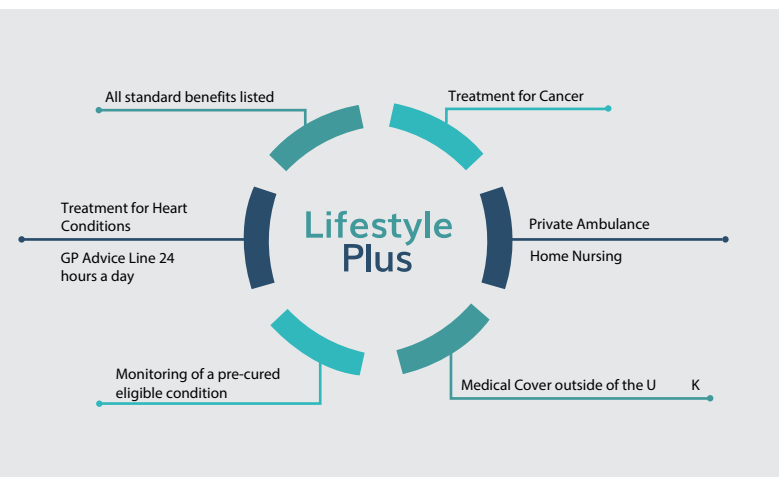 All standard benefits listed
Treatment for Cancer
Treatment for Heart
Conditions
GP Advice Line 24
hours a day
Lifestyle
Plus
Private Ambulance
Home Nursing
Monitoring of a pre-cured
eligible condition
Medical Cover outside of the U K